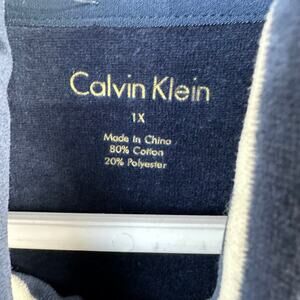 Calvin Klein
1X
Made In China
80% Cotton
20% Polyester